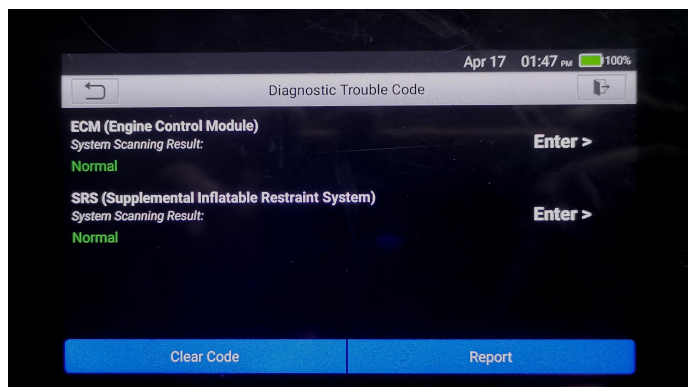 Apr 17 01:47 PM 100%
Diagnostic Trouble Code
ECM (Engine Control Module)
System Scanning Result:
Enter >
Normal
SRS (Supplemental Inflatable Restraint System)
System Scanning Result:
Enter >
Normal
Clear Code
Report